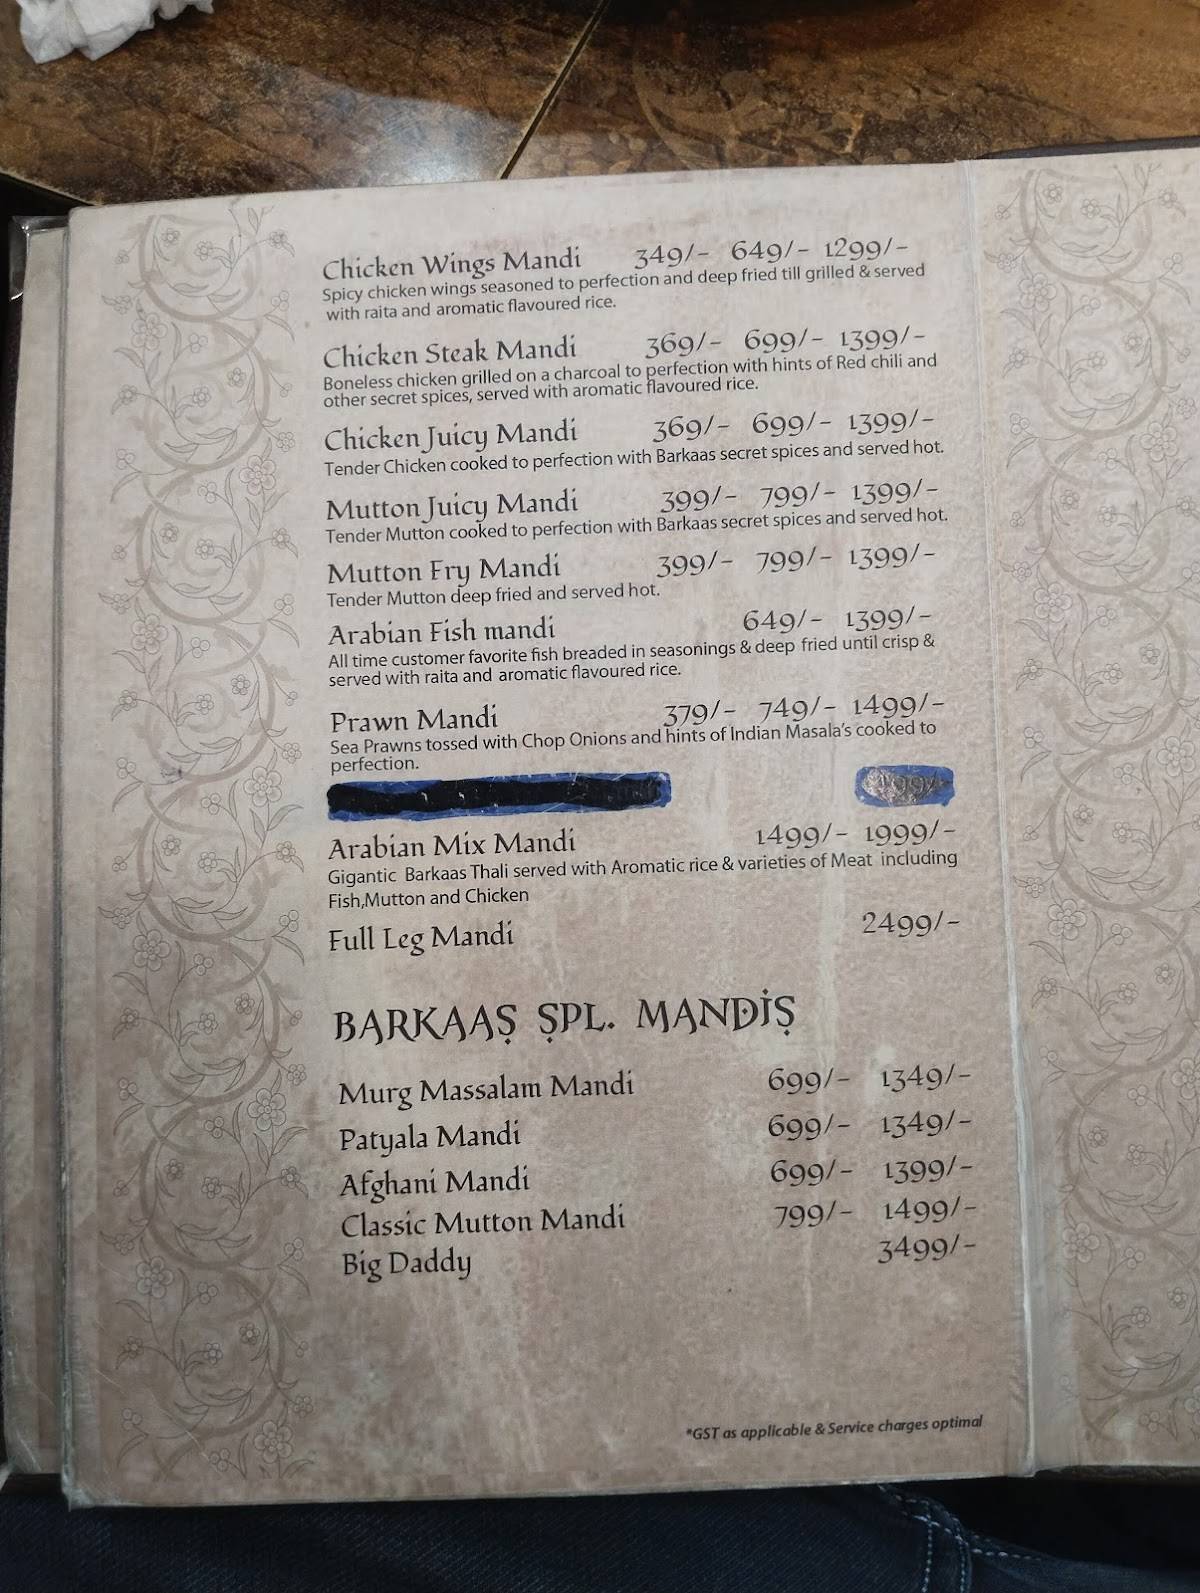 Chicken Wings Mandi 349/- 649/- 1299/-
Spicy chicken wings seasoned to perfection and deep fried till grilled & served
with raita and aromatic flavoured rice.
Chicken Steak Mandi 369/- 699/- 1399/-
Boneless chicken grilled on a charcoal to perfection with hints of Red chili and
other secret spices, served with aromatic flavoured rice.
Chicken Juicy Mandi 369/- 699/- 1399/-
Tender Chicken cooked to perfection with Barkaas secret spices and served hot.
Mutton Juicy Mandi 399/- 799/- 1399/-
Tender Mutton cooked to perfection with Barkaas secret spices and served hot.
Mutton Fry Mandi 399/- 799/- 1399/-
Tender Mutton deep fried and served hot.
Arabian Fish mandi 649/- 1399/-
All time customer favorite fish breaded in seasonings & deep fried until crisp &
served with raita and aromatic flavoured rice.
Prawn Mandi 379/- 749/- 1499/-
Sea Prawns tossed with Chop Onions and hints of Indian Masala's cooked to
perfection.
Arabian Mix Mandi 1499/- 1999/-
Gigantic Barkaas Thali served with Aromatic rice & varieties of Meat including
Fish,Mutton and Chicken
Full Leg Mandi 2499/-
BARKAAS SPL. MANDIS
Murg Massalam Mandi 699/- 1349/-
Patyala Mandi 699/- 1349/-
Afghani Mandi 699/- 1399/-
Classic Mutton Mandi 799/- 1499/-
Big Daddy 3499/-
*GST as applicable & Service charges optimal